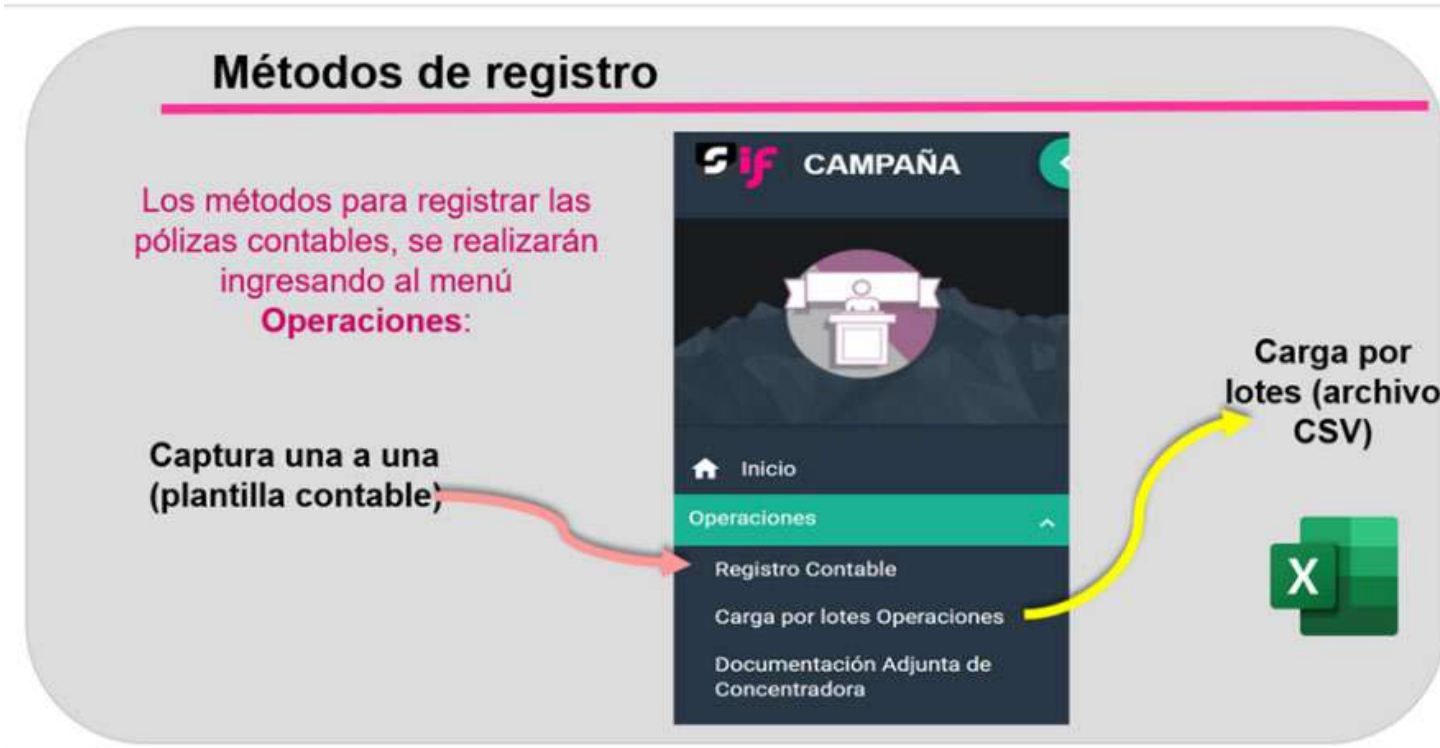 Métodos de registro
Los métodos para registrar las
pólizas contables, se realizarán
ingresando al menú
Operaciones:
Captura una a una
(plantilla contable)
Sif CAMPAÑA
Inicio
Operaciones
Registro Contable
Carga por lotes Operaciones
Documentación Adjunta de
Concentradora
Carga por
lotes (archivo
CSV)
X